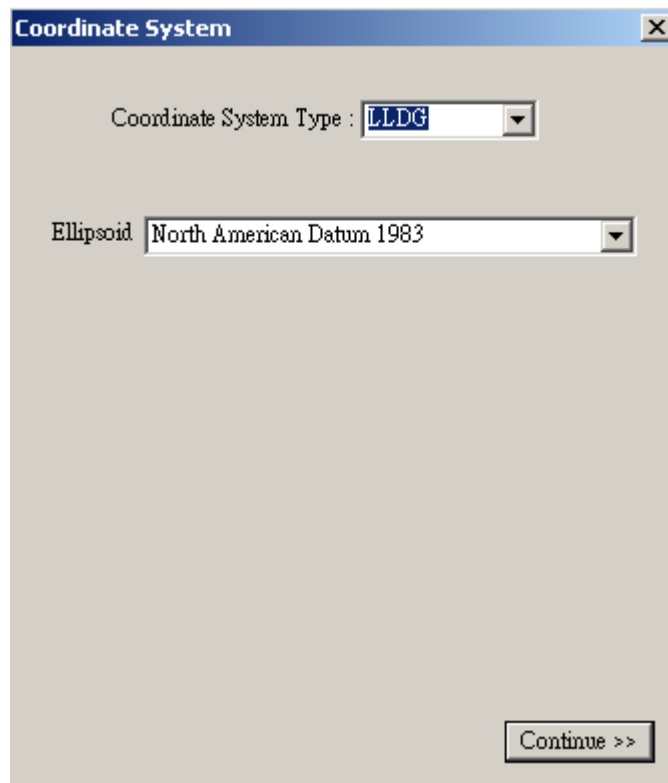 Coordinate System
Coordinate System Type : LLDG
Ellipsoid North American Datum 1983
Continue >>